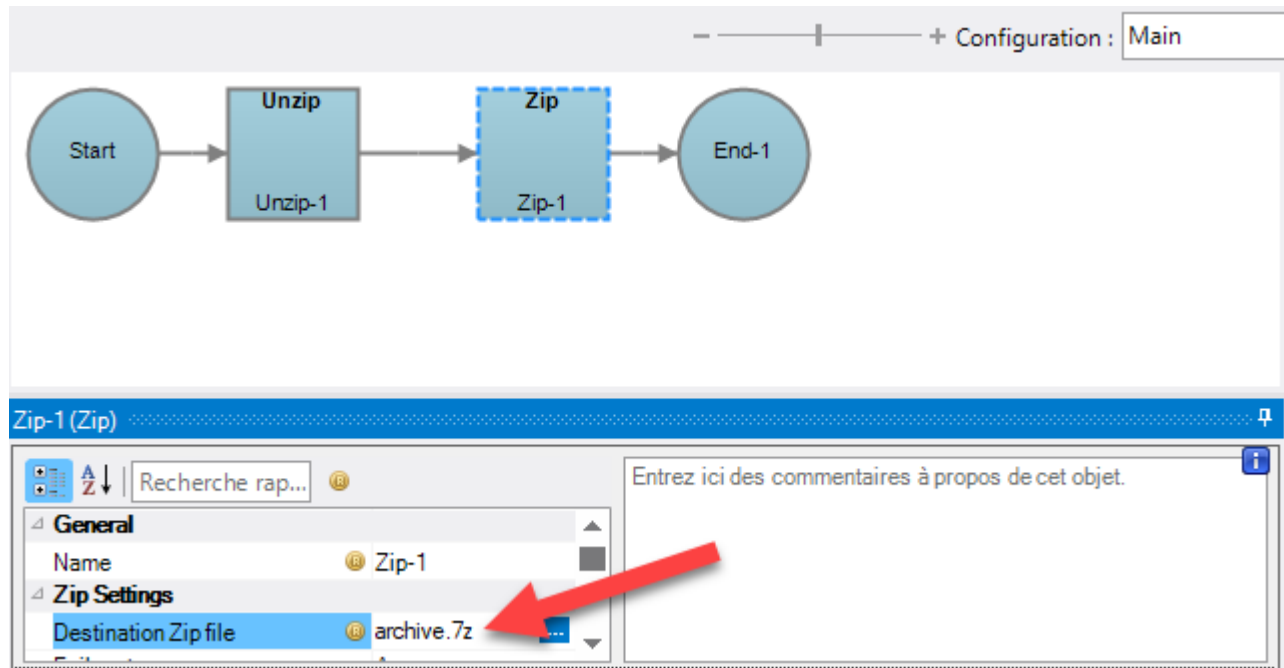 Configuration : Main
Unzip
Zip
Start
End-1
Unzip-1
Zip-1
Zip-1 (Zip)
Recherche rap...
Entrez ici des commentaires à propos de cet objet.
General
Name Zip-1
Zip Settings
Destination Zip file archive.7z ...